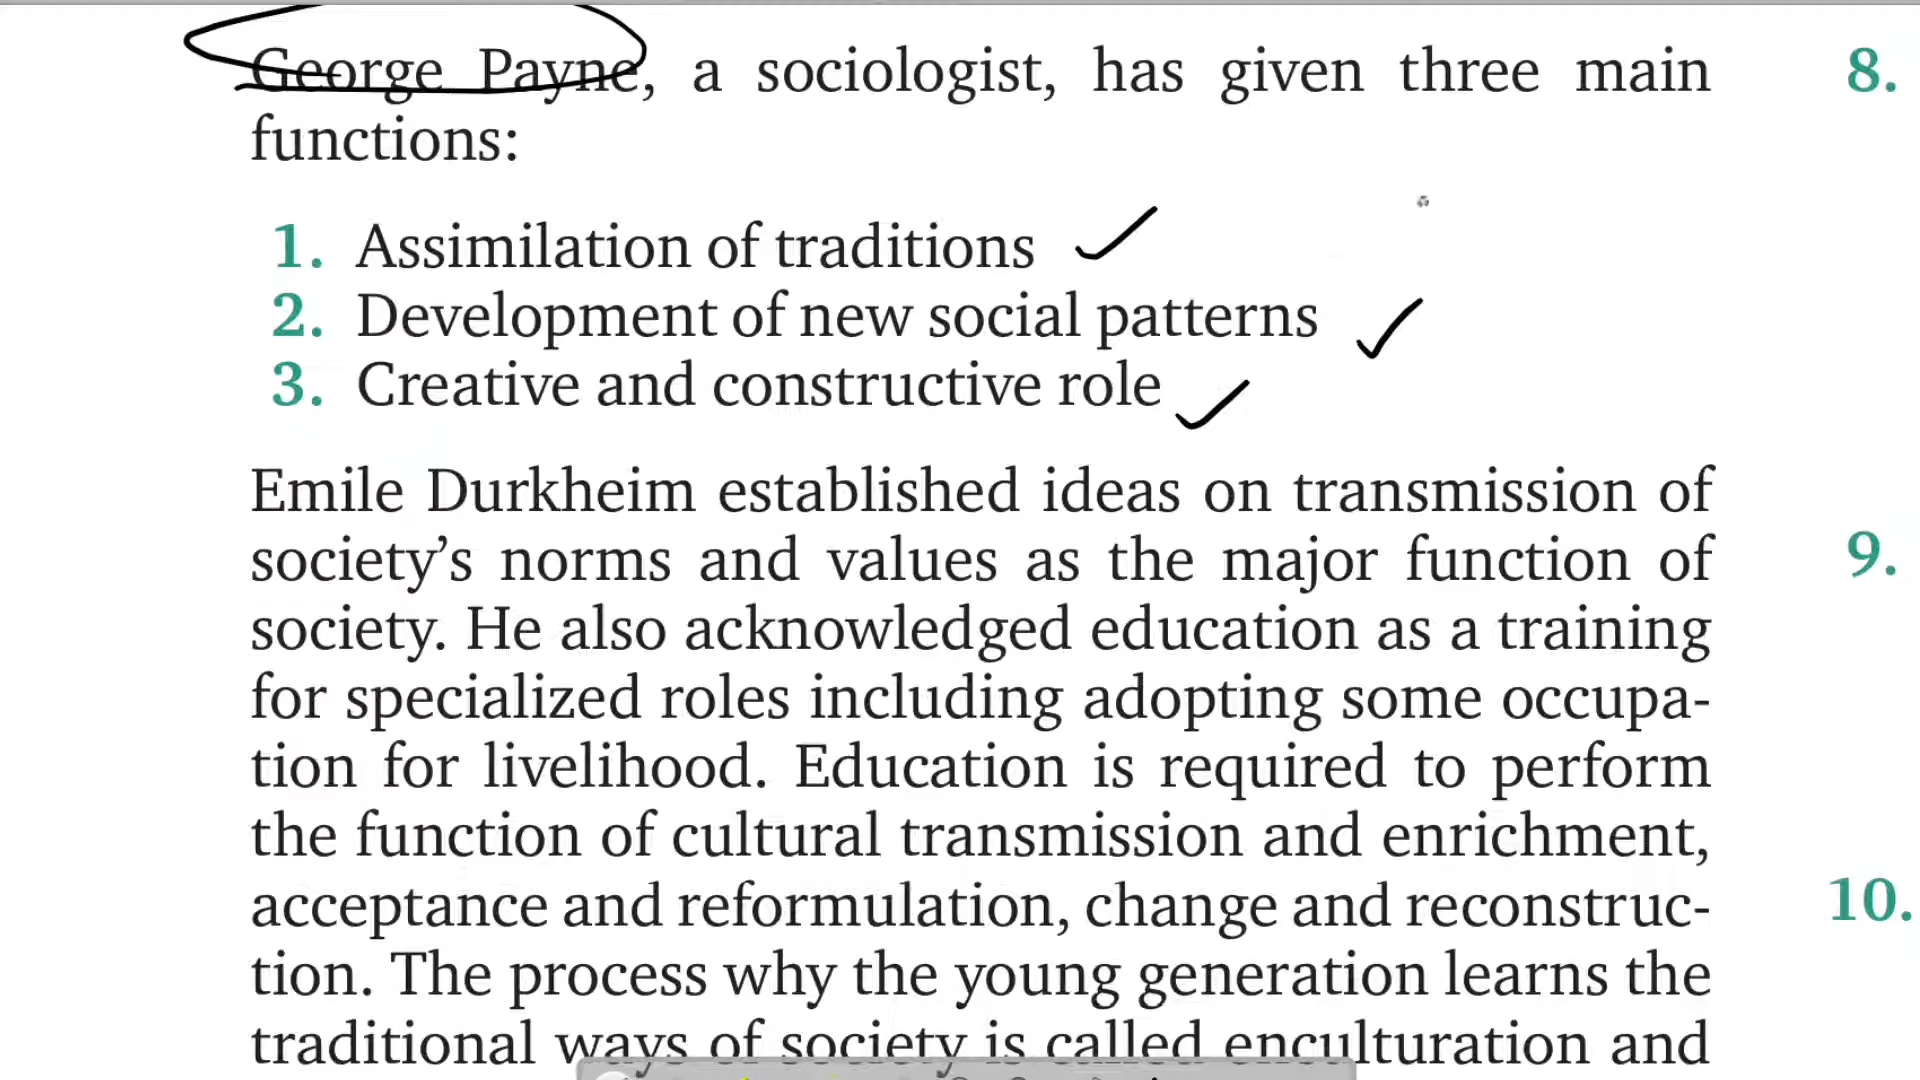 George Payne, a sociologist, has given three main
functions:
1. Assimilation of traditions
2. Development of new social patterns
3. Creative and constructive role
Emile Durkheim established ideas on transmission of
society’s norms and values as the major function of
society. He also acknowledged education as a training
for specialized roles including adopting some occupa-
tion for livelihood. Education is required to perform
the function of cultural transmission and enrichment,
acceptance and reformulation, change and reconstruc-
tion. The process why the young generation learns the
traditional ways of society is called enculturation and
8.
9.
10.